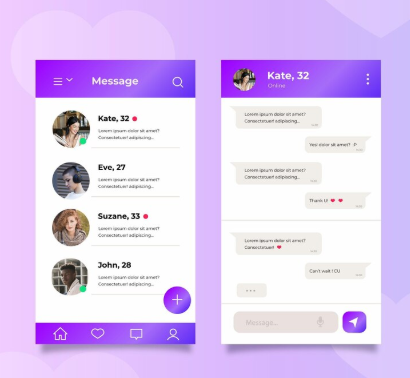 Message
Kate, 32
Lorem ipsum dolor sit amet?
Consectetuer! adipiscing...
Eve, 27
Lorem ipsum dolor sit amet?
Consectetuer! adipiscing...
Suzane, 33
Lorem ipsum dolor sit amet?
Consectetuer! adipiscing...
John, 28
Lorem ipsum dolor sit amet?
Consectetuer! adipiscing...
Kate, 32
Online
Lorem ipsum dolor sit amet?
Consectetuer! adipiscing...
Yes! dolor sit amet? :P
Lorem ipsum dolor sit amet?
Consectetuer! adipiscing...
Thank U
Lorem ipsum dolor sit amet?
Consectetuer!
Can't wait ! CU
Message...